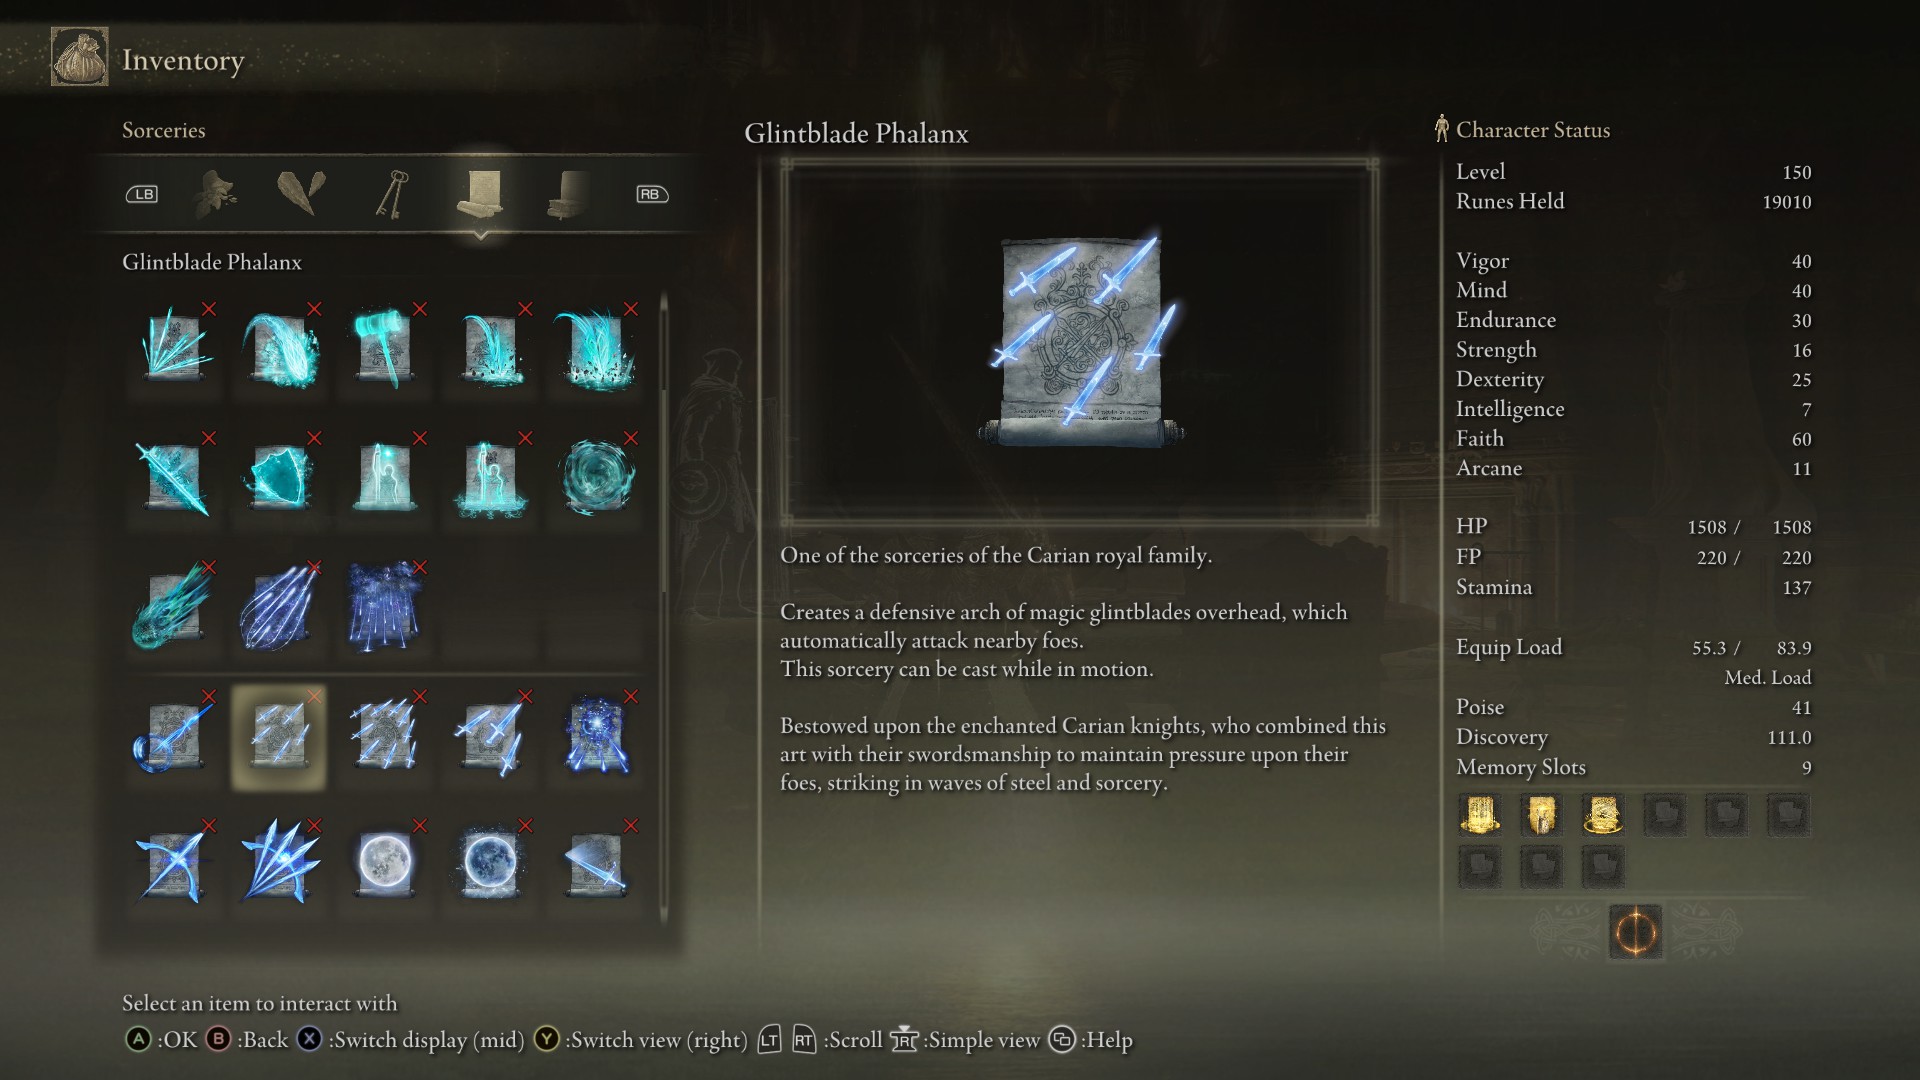 Inventory
Sorceries
LB
RB
Glintblade Phalanx
Glintblade Phalanx
One of the sorceries of the Carian royal family.
Creates a defensive arch of magic glintblades overhead, which
automatically attack nearby foes.
This sorcery can be cast while in motion.
Bestowed upon the enchanted Carian knights, who combined this
art with their swordsmanship to maintain pressure upon their
foes, striking in waves of steel and sorcery.
Character Status
Level 150
Runes Held 19010
Vigor 40
Mind 40
Endurance 30
Strength 16
Dexterity 25
Intelligence 7
Faith 60
Arcane 11
HP 1508 / 1508
FP 220 / 220
Stamina 137
Equip Load 55.3 / 83.9
Med. Load
Poise 41
Discovery 111.0
Memory Slots 9
Select an item to interact with
A :OK B :Back X :Switch display (mid) Y :Switch view (right) LT RT :Scroll R :Simple view :Help